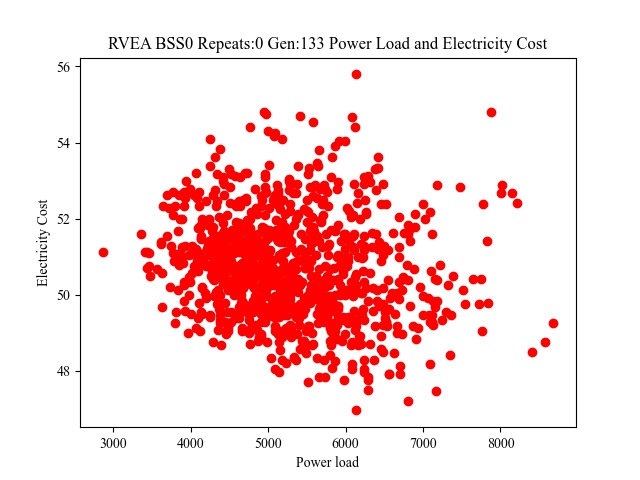 RVEA BSS0 Repeats:0 Gen:133 Power Load and Electricity Cost
56
54
52
50
48
Electricity Cost
3000 4000 5000 6000 7000 8000
Power load